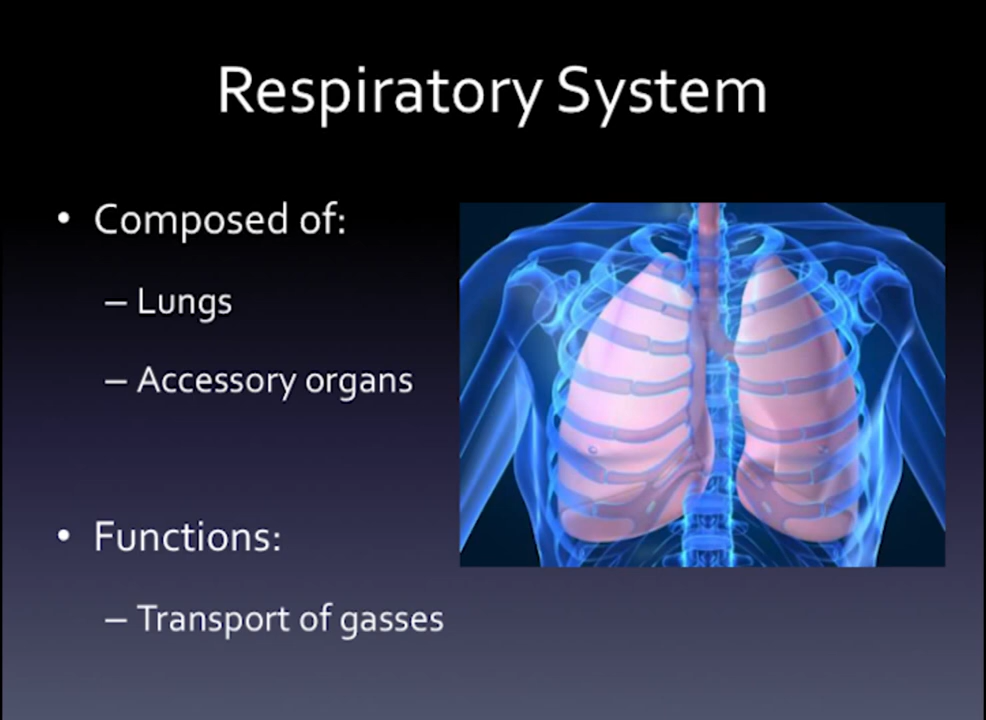 Respiratory System
• Composed of:
– Lungs
– Accessory organs
• Functions:
– Transport of gasses